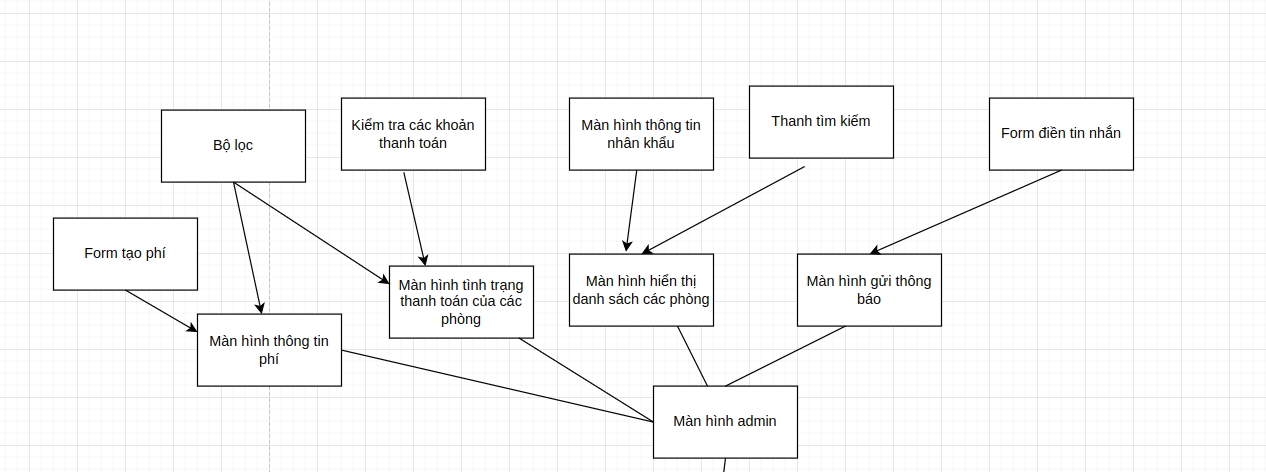 Bộ lọc
Kiểm tra các khoản
thanh toán
Màn hình thông tin
nhân khẩu
Thanh tìm kiếm
Form điền tin nhắn
Form tạo phí
Màn hình thông tin
phí
Màn hình tình trạng
thanh toán của các
phòng
Màn hình hiển thị
danh sách các phòng
Màn hình gửi thông
báo
Màn hình admin